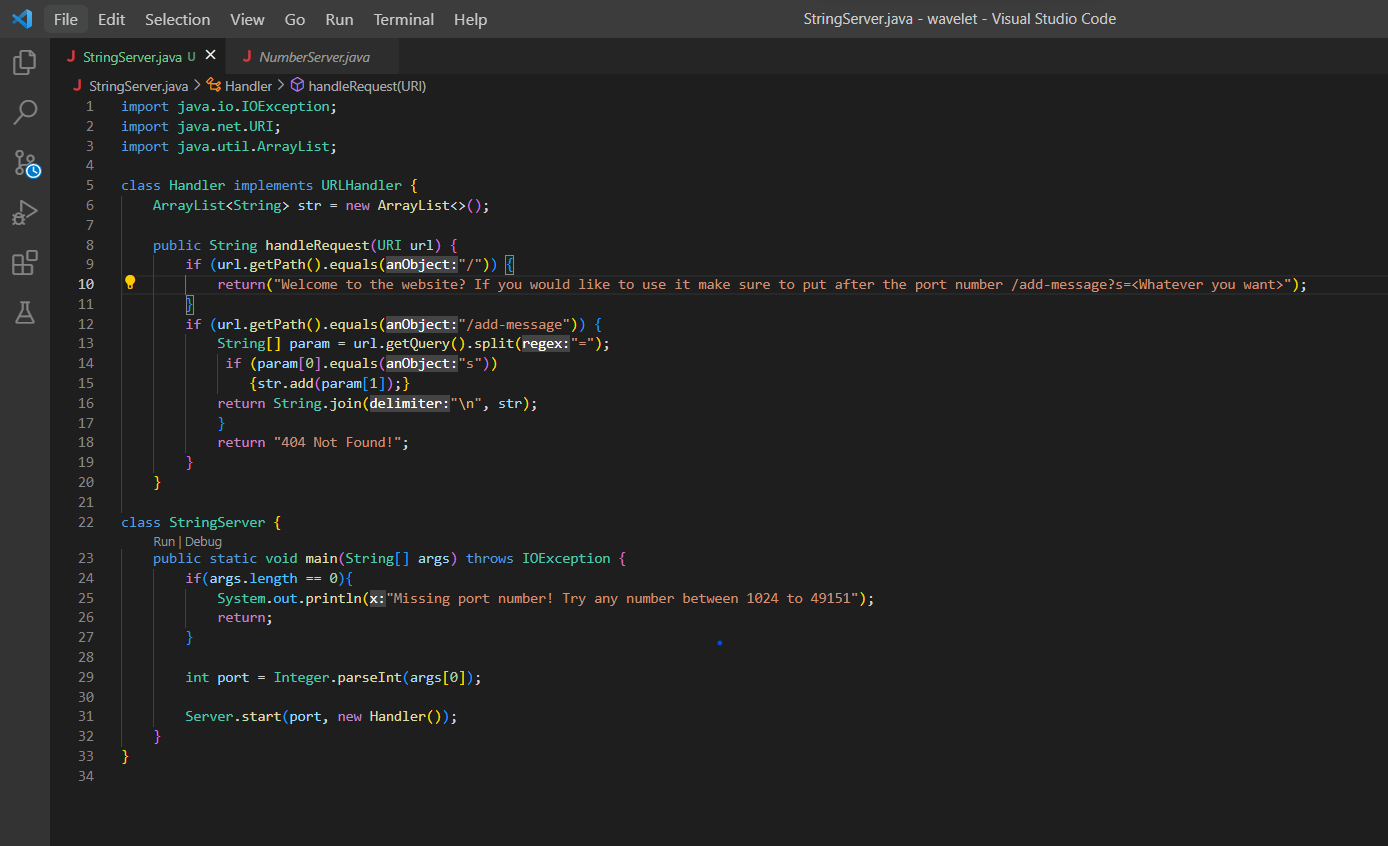 File Edit Selection View Go Run Terminal Help StringServer.java - wavelet - Visual Studio Code
J StringServer.java U × J NumberServer.java
J StringServer.java > Handler > handleRequest(URI)
1 import java.io.IOException;
2 import java.net.URI;
3 import java.util.ArrayList;
4
5 class Handler implements URLHandler {
6 ArrayList<String> str = new ArrayList<>();
7
8 public String handleRequest(URI url) {
9 if (url.getPath().equals(anObject:"/")) {
10 return("Welcome to the website? If you would like to use it make sure to put after the port number /add-message?s=<Whatever you want>");
11 }
12 if (url.getPath().equals(anObject:"/add-message")) {
13 String[] param = url.getQuery().split(regex:"=");
14 if (param[0].equals(anObject:"s"))
15 {str.add(param[1]);}
16 return String.join(delimiter:"\n", str);
17 }
18 return "404 Not Found!";
19 }
20 }
21
22 class StringServer {
Run | Debug
23 public static void main(String[] args) throws IOException {
24 if(args.length == 0){
25 System.out.println(x:"Missing port number! Try any number between 1024 to 49151");
26 return;
27 }
28
29 int port = Integer.parseInt(args[0]);
30
31 Server.start(port, new Handler());
32 }
33 }
34